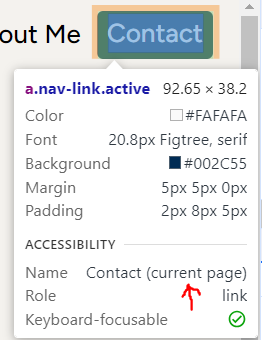 out Me Contact
a.nav-link.active 92.65 × 38.2
Color #FAFAFA
Font 20.8px Figtree, serif
Background #002C55
Margin 5px 5px 0px
Padding 2px 8px 5px
ACCESSIBILITY
Name Contact (current page)
Role link
Keyboard-focusable